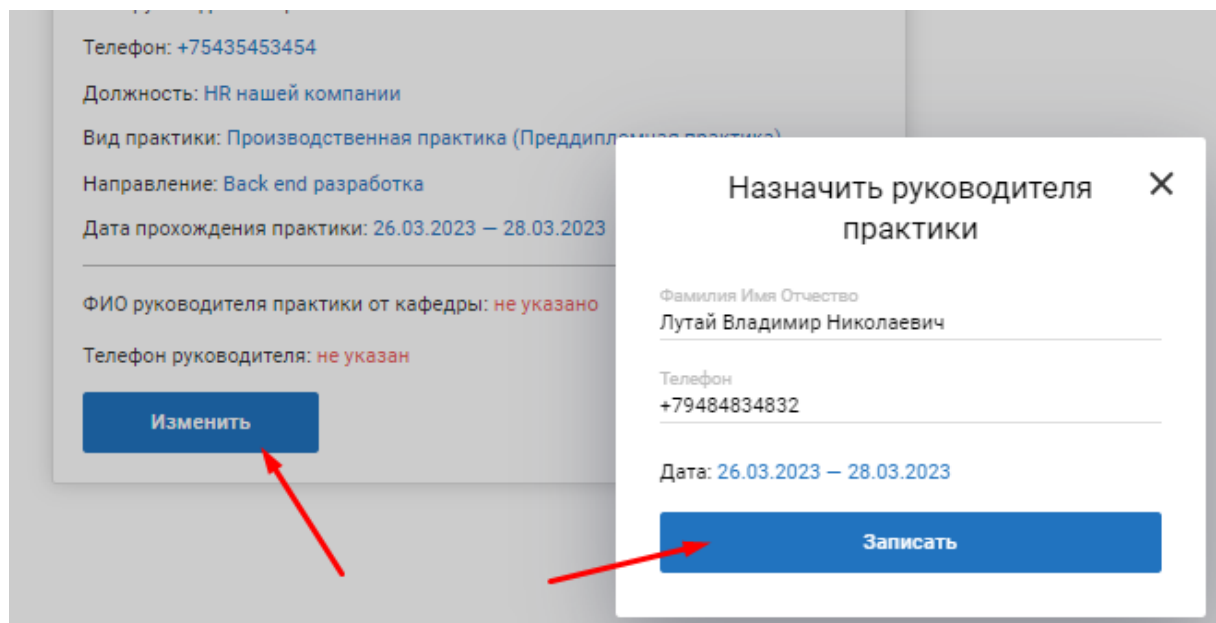 Телефон: +75435453454
Должность: HR нашей компании
Вид практики: Производственная практика (Преддипломная практика)
Направление: Back end разработка
Дата прохождения практики: 26.03.2023 — 28.03.2023
ФИО руководителя практики от кафедры: не указано
Телефон руководителя: не указан
Изменить
Назначить руководителя
практики
Фамилия Имя Отчество
Лутай Владимир Николаевич
Телефон
+79484834832
Дата: 26.03.2023 — 28.03.2023
Записать